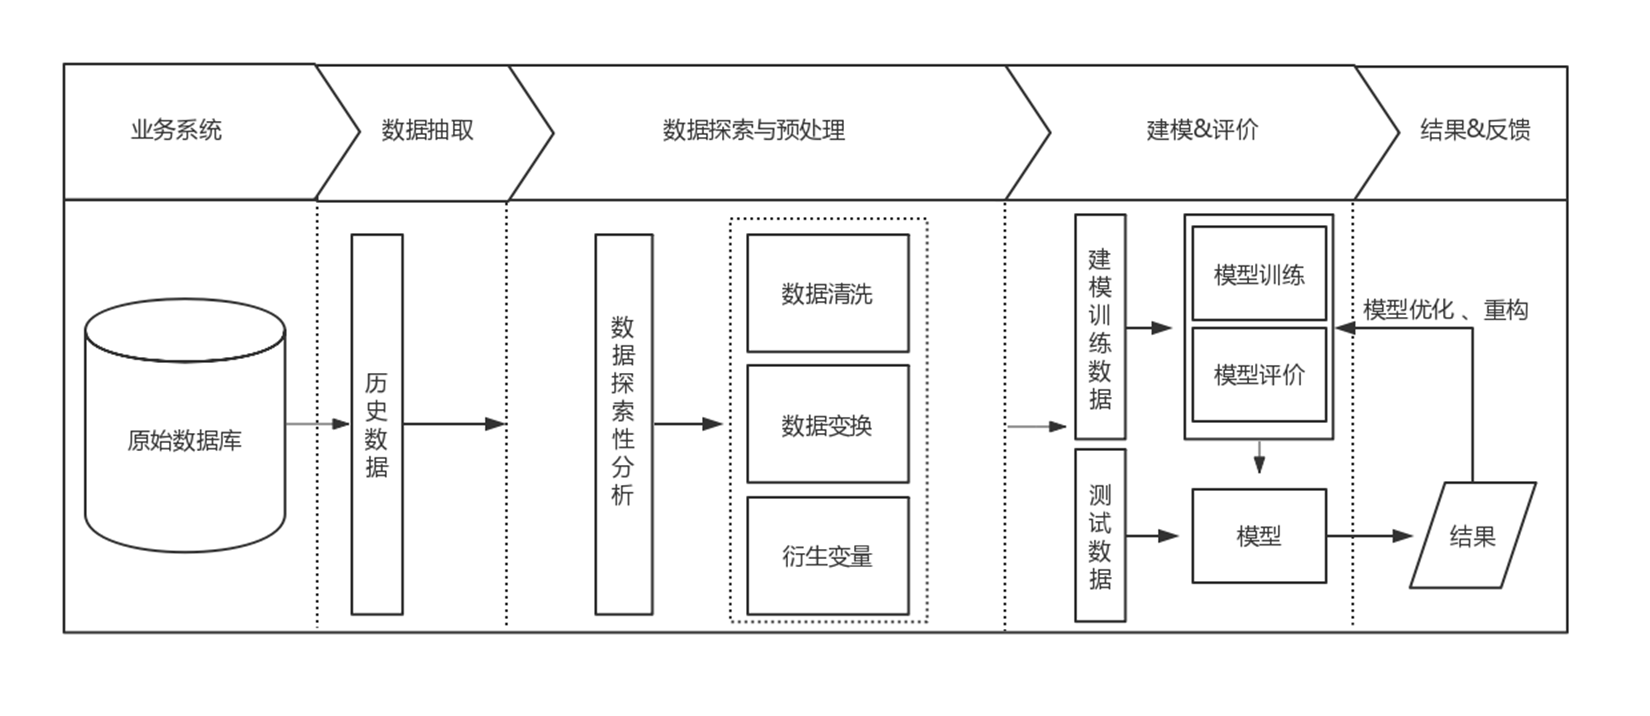 业务系统
数据抽取
数据探索与预处理
建模&评价
结果&反馈
原始数据库
历史数据
数据探索性分析
数据清洗
数据变换
衍生变量
建模训练数据
测试数据
模型训练
模型评价
模型
模型优化、重构
结果